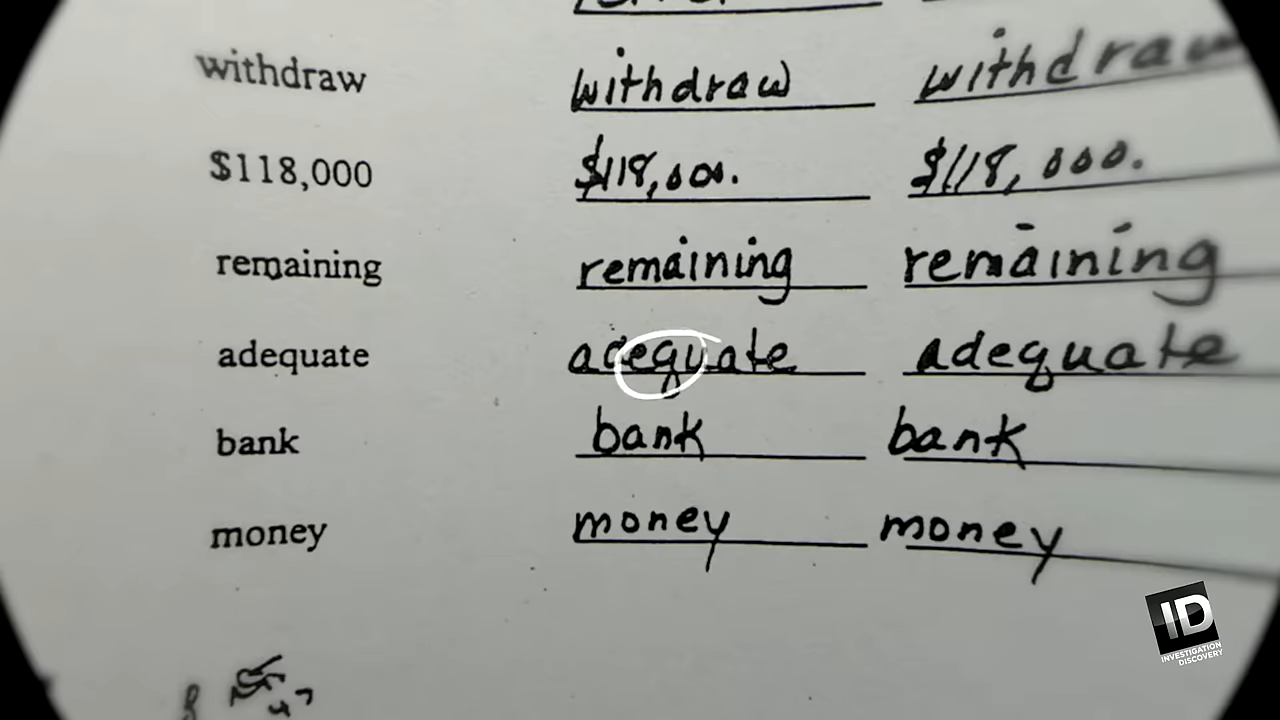 withdraw withdraw withdraw
$118,000 $118,000. $118,000.
remaining remaining remaining
adequate adequate adequate
bank bank bank
money money money
ID
INVESTIGATION
DISCOVERY